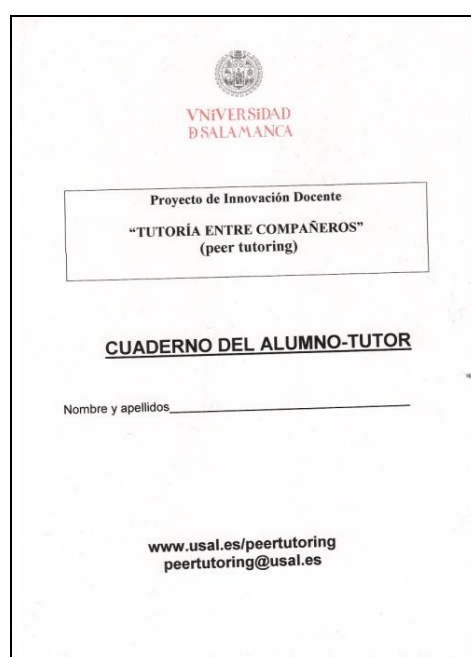 VNiVERSiDAD
D SALAMANCA
Proyecto de Innovación Docente
“TUTORÍA ENTRE COMPAÑEROS”
(peer tutoring)
CUADERNO DEL ALUMNO-TUTOR
Nombre y apellidos
www.usal.es/peertutoring
peertutoring@usal.es